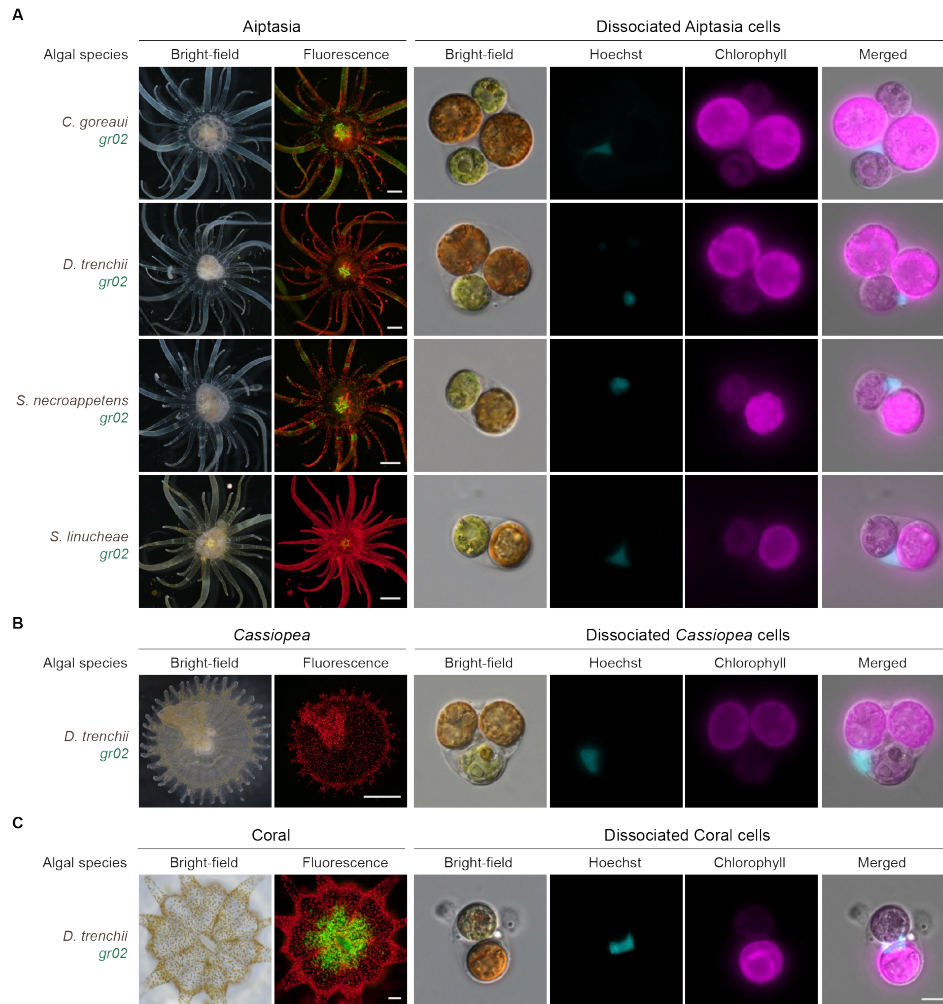 A
Aiptasia
Dissociated Aiptasia cells
Algal species
Bright-field
Fluorescence
Bright-field
Hoechst
Chlorophyll
Merged
C. goreaui
gr02
D. trenchii
gr02
S. necroappetens
gr02
S. linucheae
gr02
B
Cassiopea
Dissociated Cassiopea cells
Algal species
Bright-field
Fluorescence
Bright-field
Hoechst
Chlorophyll
Merged
D. trenchii
gr02
C
Coral
Dissociated Coral cells
Algal species
Bright-field
Fluorescence
Bright-field
Hoechst
Chlorophyll
Merged
D. trenchii
gr02